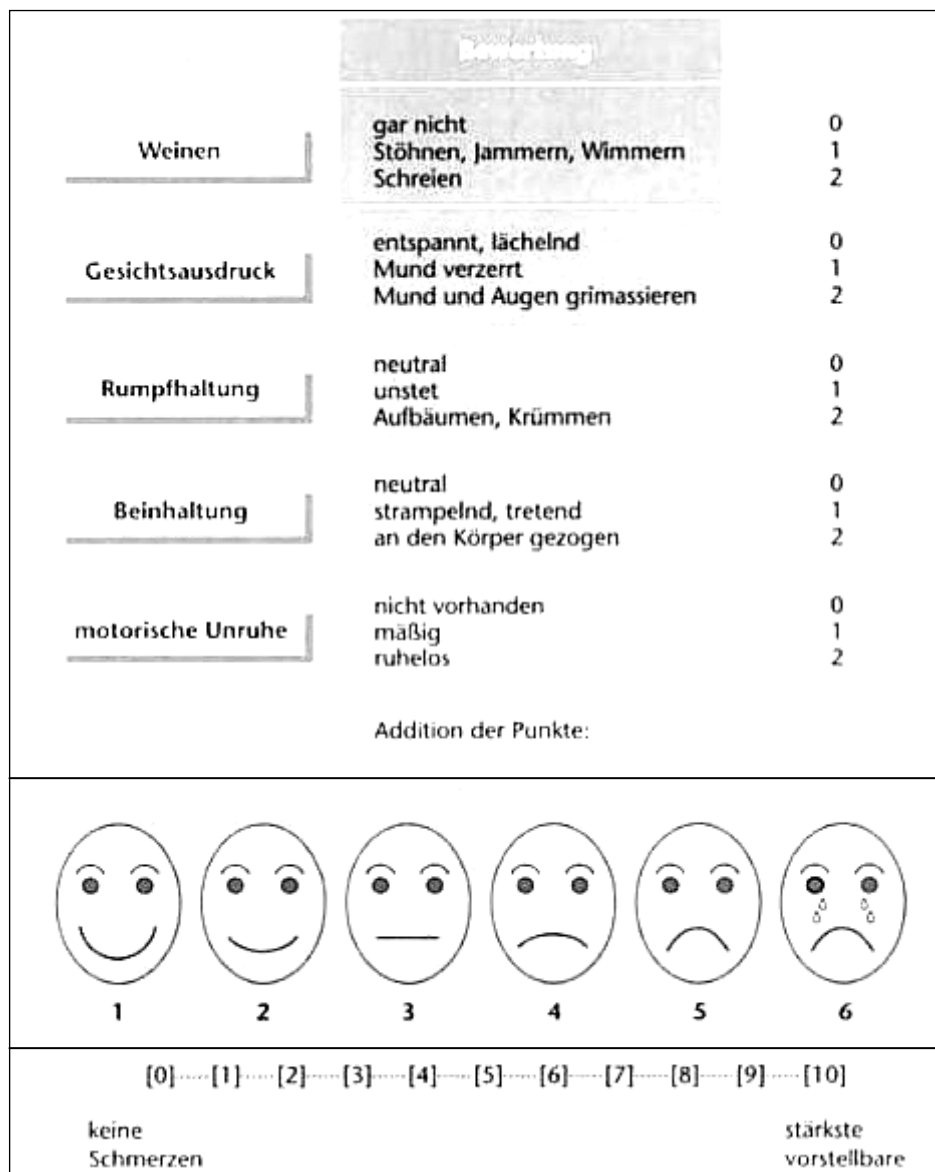 Weinen
gar nicht 0
Stöhnen, Jammern, Wimmern 1
Schreien 2
Gesichtsausdruck
entspannt, lächelnd 0
Mund verzerrt 1
Mund und Augen grimassieren 2
Rumpfhaltung
neutral 0
unstet 1
Aufbäumen, Krümmen 2
Beinhaltung
neutral 0
strampelnd, tretend 1
an den Körper gezogen 2
motorische Unruhe
nicht vorhanden 0
mäßig 1
ruhelos 2
Addition der Punkte:
1 2 3 4 5 6
[0]······[1]······[2]······[3]······[4]······[5]······[6]······[7]······[8]······[9]······[10]
keine stärkste
Schmerzen vorstellbare